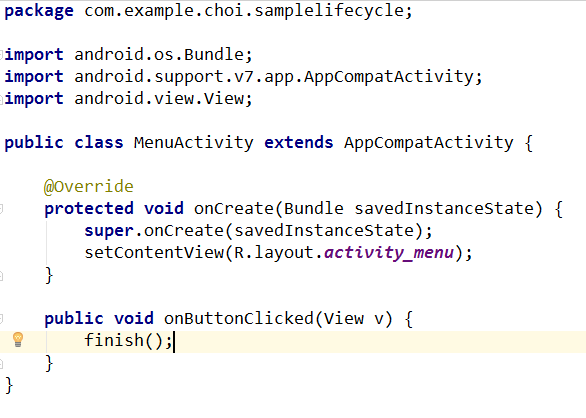 package com.example.choi.samplelifecycle;
import android.os.Bundle;
import android.support.v7.app.AppCompatActivity;
import android.view.View;
public class MenuActivity extends AppCompatActivity {
@Override
protected void onCreate(Bundle savedInstanceState) {
super.onCreate(savedInstanceState);
setContentView(R.layout.activity_menu);
}
public void onButtonClicked(View v) {
finish();
}
}